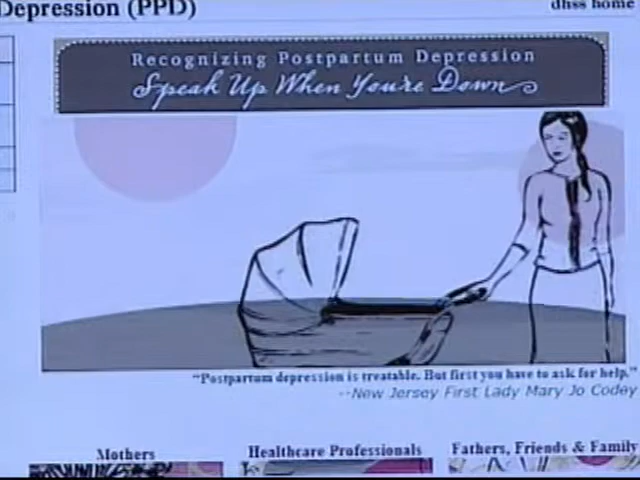 Depression (PPD)
dhss home
Recognizing Postpartum Depression
Speak Up When You're Down
"Postpartum depression is treatable. But first you have to ask for help."
--New Jersey First Lady Mary Jo Codey
Mothers
Healthcare Professionals
Fathers, Friends & Family